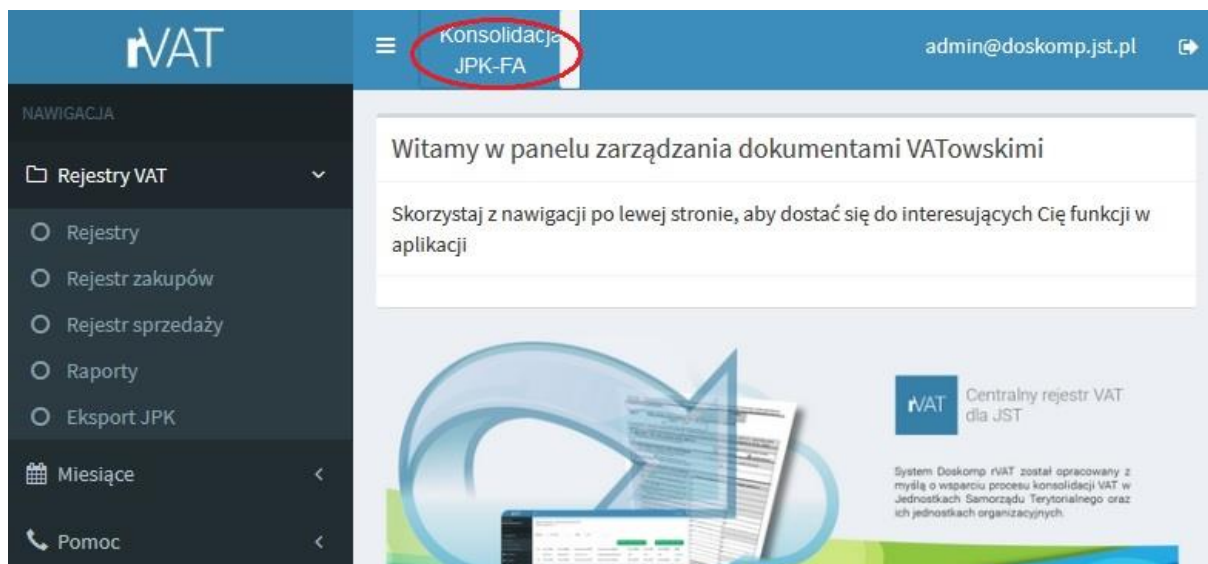 rVAT
Konsolidacja
JPK-FA
admin@doskomp.jst.pl
NAWIGACJA
Rejestry VAT
Rejestry
Rejestr zakupów
Rejestr sprzedaży
Raporty
Eksport JPK
Miesiące
Pomoc
Witamy w panelu zarządzania dokumentami VATowskimi
Skorzystaj z nawigacji po lewej stronie, aby dostać się do interesujących Cię funkcji w
aplikacji
rVAT
Centralny rejestr VAT
dla JST
System Doskomp rVAT został opracowany z
myślą o wsparciu procesu konsolidacji VAT w
Jednostkach Samorządu Terytorialnego oraz
ich jednostkach organizacyjnych.